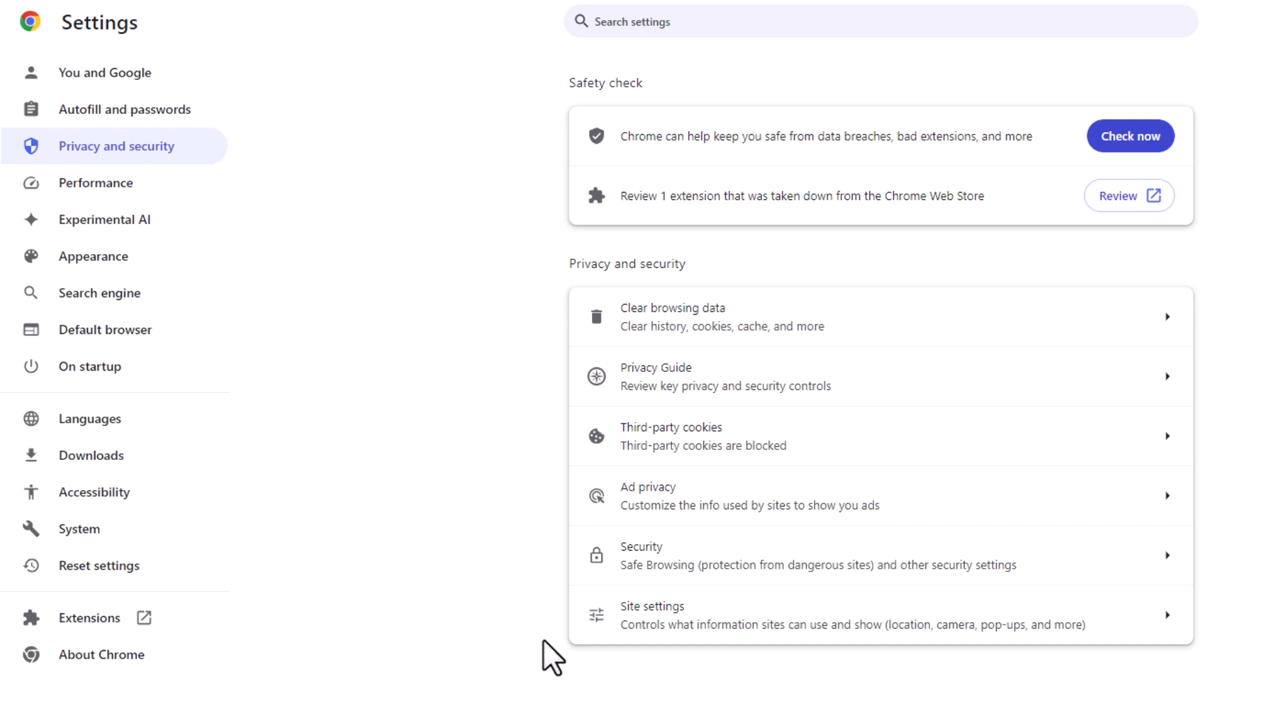 Settings
Search settings
You and Google
Autofill and passwords
Privacy and security
Performance
Experimental AI
Appearance
Search engine
Default browser
On startup
Languages
Downloads
Accessibility
System
Reset settings
Extensions
About Chrome
Safety check
Chrome can help keep you safe from data breaches, bad extensions, and more
Check now
Review 1 extension that was taken down from the Chrome Web Store
Review
Privacy and security
Clear browsing data
Clear history, cookies, cache, and more
Privacy Guide
Review key privacy and security controls
Third-party cookies
Third-party cookies are blocked
Ad privacy
Customize the info used by sites to show you ads
Security
Safe Browsing (protection from dangerous sites) and other security settings
Site settings
Controls what information sites can use and show (location, camera, pop-ups, and more)